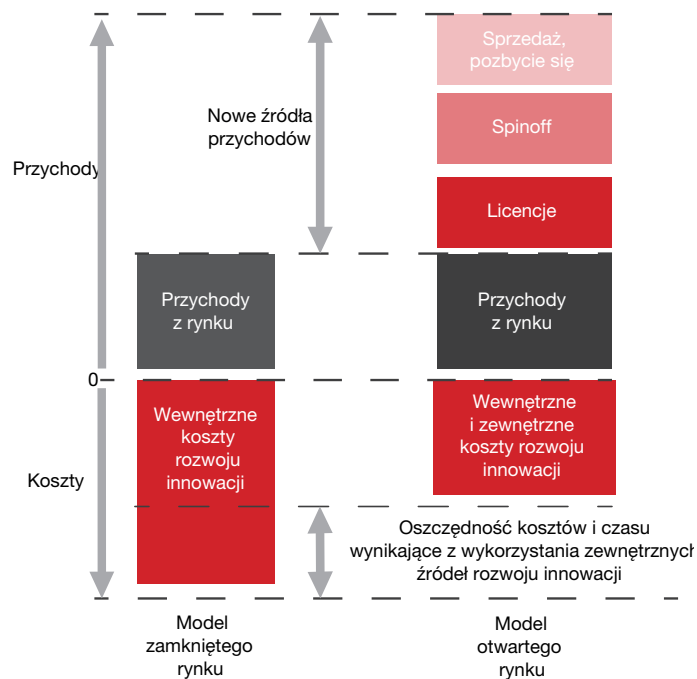 Sprzedaż,
pozbycie się
Nowe źródła
przychodów
Spinoff
Przychody
Licencje
Przychody
z rynku
Przychody
z rynku
0
Wewnętrzne
koszty
rozwoju
innowacji
Wewnętrzne
i zewnętrzne
koszty rozwoju
innowacji
Koszty
Oszczędność kosztów i czasu
wynikające z wykorzystania zewnętrznych
źródeł rozwoju innowacji
Model
zamkniętego
rynku
Model
otwartego
rynku